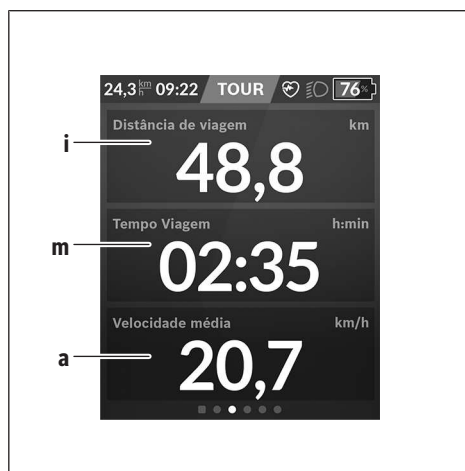 24,3 km/h 09:22 TOUR 76%
Distância de viagem km
i
48,8
Tempo Viagem h:min
m
02:35
Velocidade média km/h
a
20,7